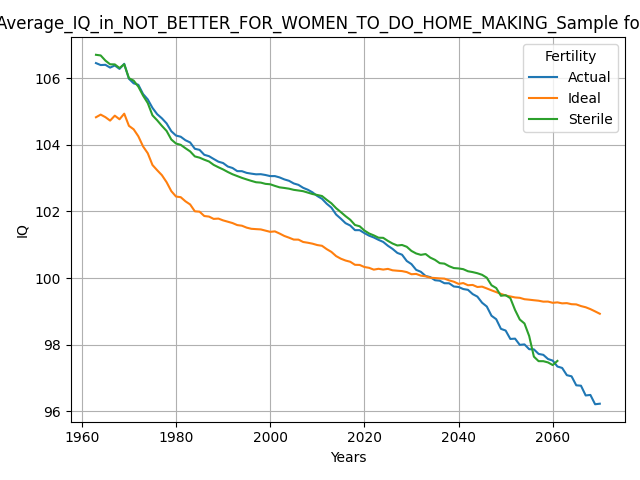 Average_IQ_in_NOT_BETTER_FOR_WOMEN_TO_DO_HOME_MAKING_Sample fo
Fertility
Actual
Ideal
Sterile
106
104
102
100
98
96
IQ
1960 1980 2000 2020 2040 2060
Years